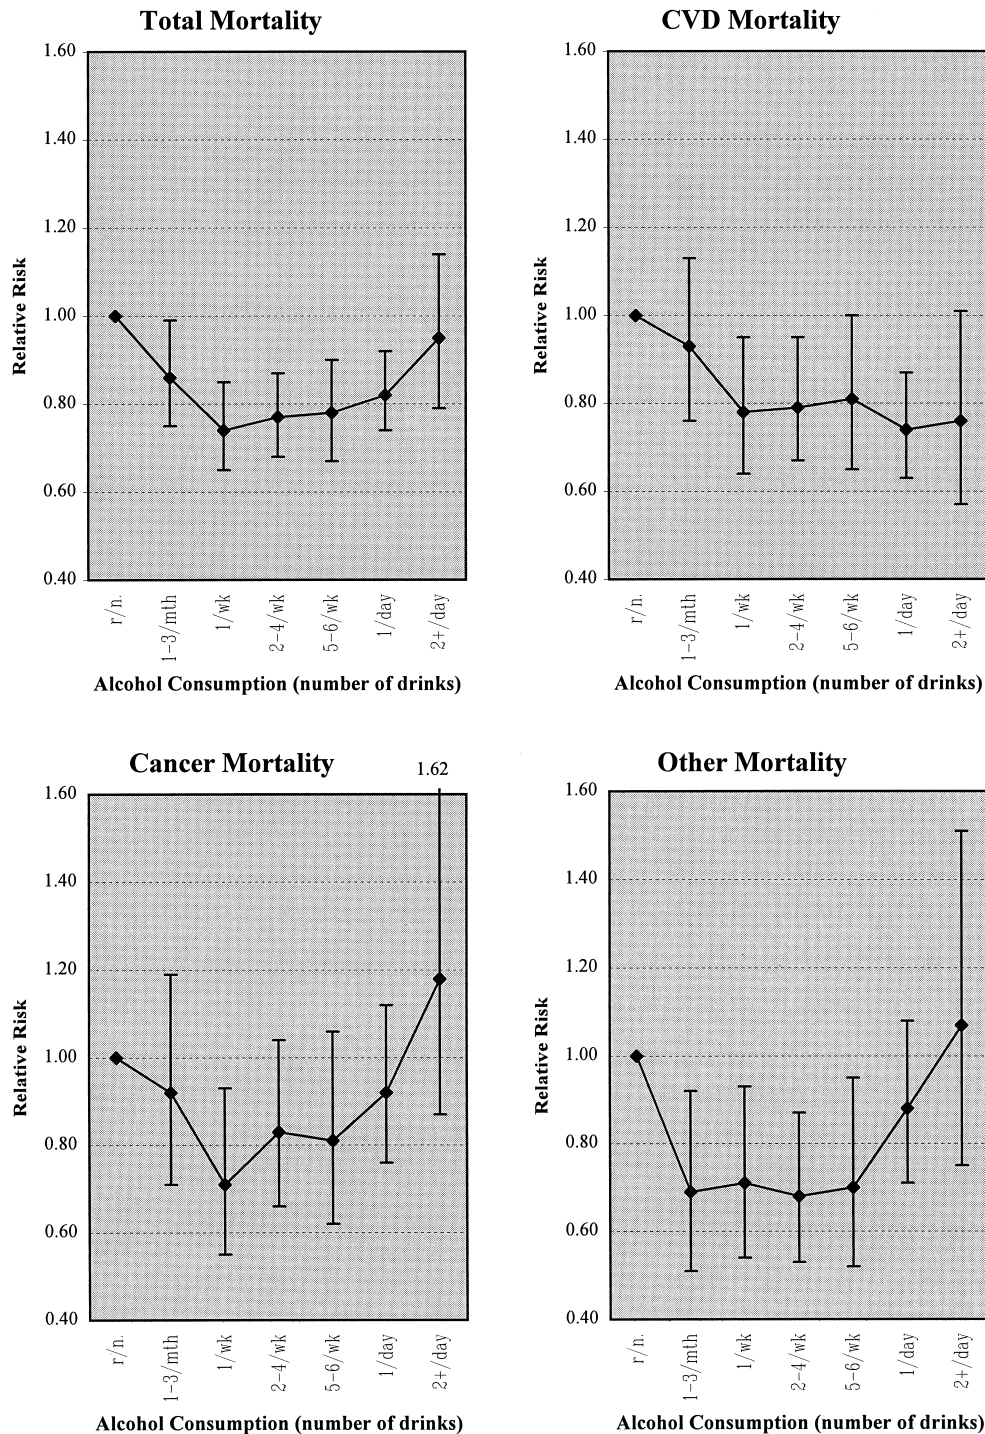 Total Mortality
1.60
1.40
1.20
1.00
0.80
0.60
0.40
Relative Risk
r/n.
1-3/mth
1/wk
2-4/wk
5-6/wk
1/day
2+/day
Alcohol Consumption (number of drinks)
CVD Mortality
1.60
1.40
1.20
1.00
0.80
0.60
0.40
Relative Risk
r/n.
1-3/mth
1/wk
2-4/wk
5-6/wk
1/day
2+/day
Alcohol Consumption (number of drinks)
Cancer Mortality
1.62
1.60
1.40
1.20
1.00
0.80
0.60
0.40
Relative Risk
r/n.
1-3/mth
1/wk
2-4/wk
5-6/wk
1/day
2+/day
Alcohol Consumption (number of drinks)
Other Mortality
1.60
1.40
1.20
1.00
0.80
0.60
0.40
Relative Risk
r/n.
1-3/mth
1/wk
2-4/wk
5-6/wk
1/day
2+/day
Alcohol Consumption (number of drinks)